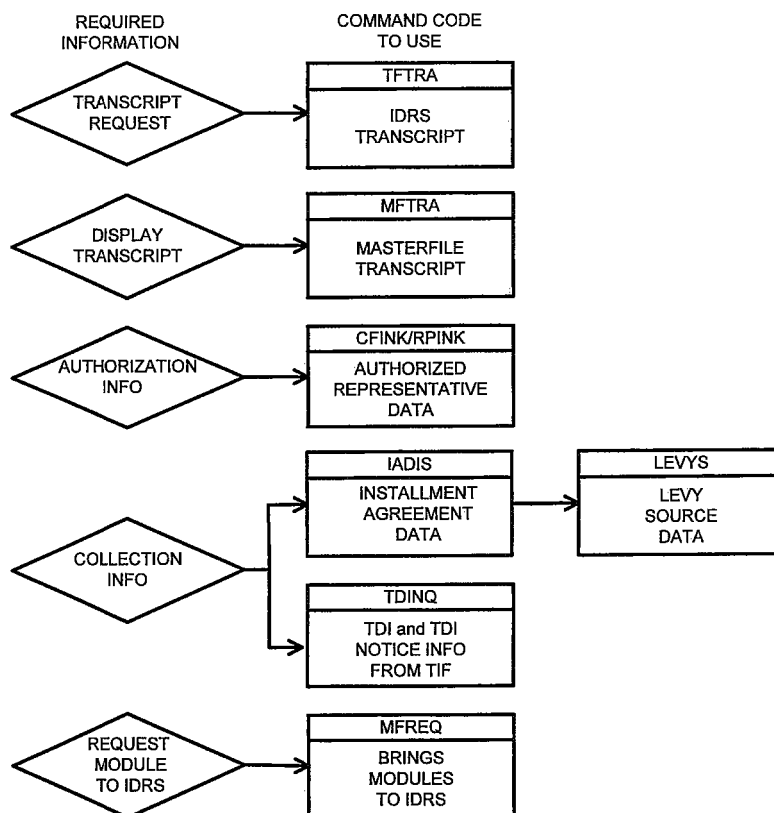 REQUIRED
INFORMATION
COMMAND CODE
TO USE
TRANSCRIPT
REQUEST
TFTRA
IDRS
TRANSCRIPT
DISPLAY
TRANSCRIPT
MFTRA
MASTERFILE
TRANSCRIPT
AUTHORIZATION
INFO
CFINK/RPINK
AUTHORIZED
REPRESENTATIVE
DATA
COLLECTION
INFO
IADIS
INSTALLMENT
AGREEMENT
DATA
LEVYS
LEVY
SOURCE
DATA
TDINQ
TDI and TDI
NOTICE INFO
FROM TIF
REQUEST
MODULE
TO IDRS
MFREQ
BRINGS
MODULES
TO IDRS